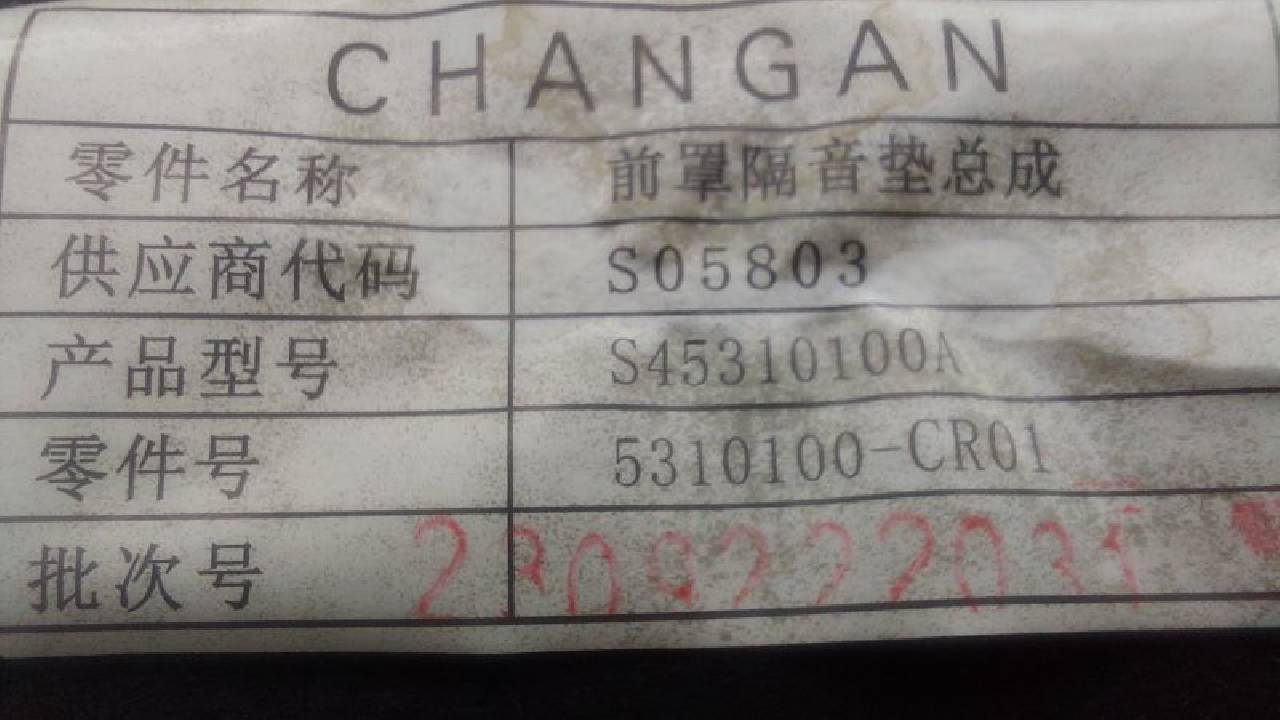 CHANGAN
零件名称 前罩隔音垫总成
供应商代码 S05803
产品型号 S45310100A
零件号 5310100-CR01
批次号 2309222031